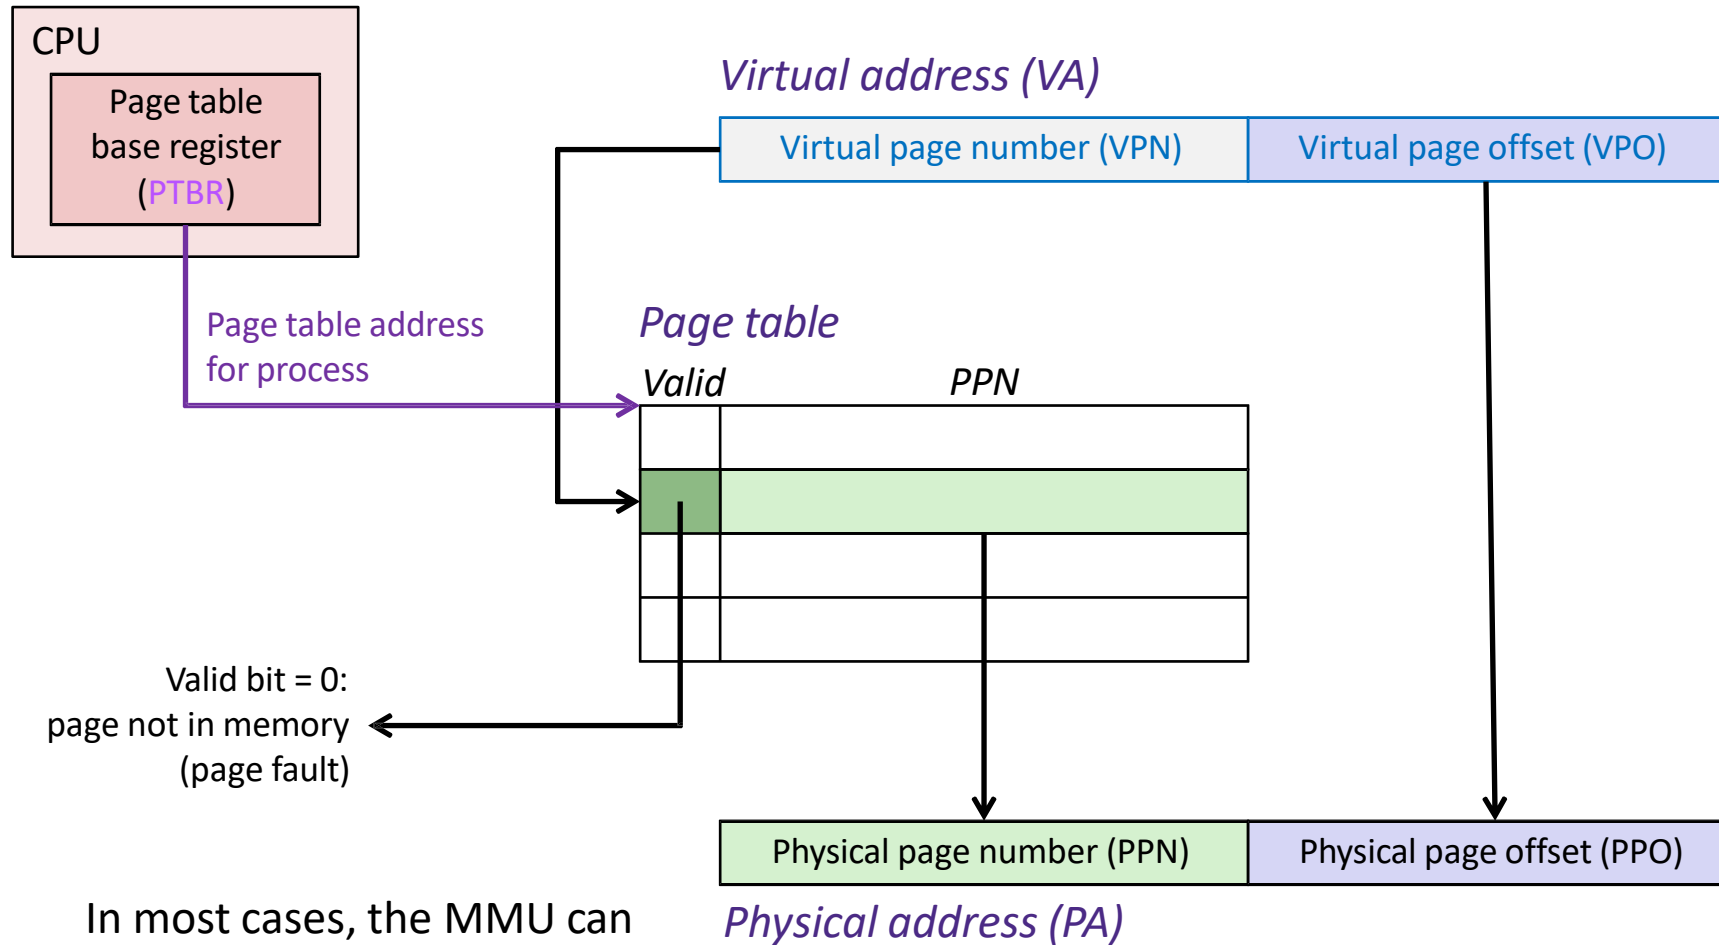 CPU
Page table
base register
(PTBR)
Virtual address (VA)
Virtual page number (VPN)
Virtual page offset (VPO)
Page table address
for process
Page table
Valid
PPN
Valid bit = 0:
page not in memory
(page fault)
Physical page number (PPN)
Physical page offset (PPO)
In most cases, the MMU can
Physical address (PA)